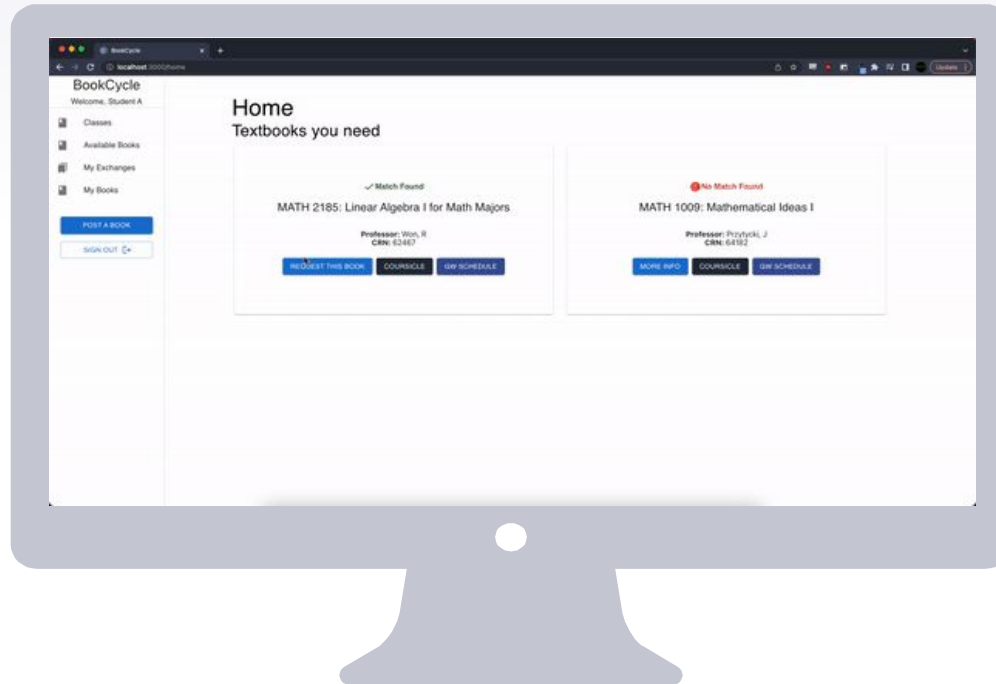 BookCycle
localhost:3000/home
Update
BookCycle
Welcome, Student A
Classes
Available Books
My Exchanges
My Books
POST A BOOK
SIGN OUT
Home
Textbooks you need
Match Found
MATH 2185: Linear Algebra I for Math Majors
Professor: Won, R
CRN: 62467
REQUEST THIS BOOK COURSICLE GW SCHEDULE
No Match Found
MATH 1009: Mathematical Ideas I
Professor: Przytycki, J
CRN: 64182
MORE INFO COURSICLE GW SCHEDULE